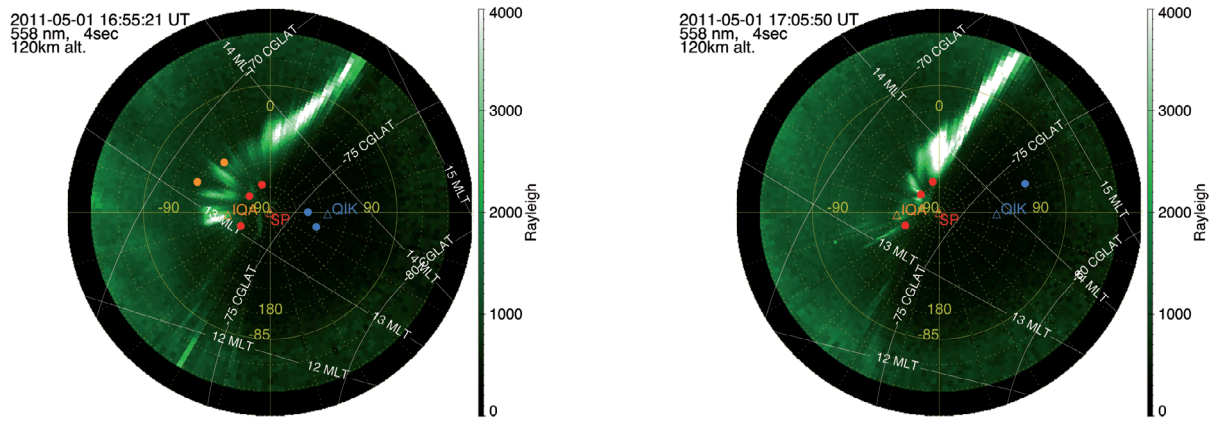 2011-05-01 16:55:21 UT
558 nm, 4sec
120km alt.
14 MLT
-70 CGLAT
0
-75 CGLAT
15 MLT
-90
IQA
-90
SP
QIK
90
13 MLT
14 MLT
-80 CGLAT
-75 CGLAT
180
-85
13 MLT
12 MLT
12 MLT
4000
3000
2000
1000
0
Rayleigh
2011-05-01 17:05:50 UT
558 nm, 4sec
120km alt.
14 MLT
-70 CGLAT
0
-75 CGLAT
15 MLT
-90
IQA
SP
QIK
90
13 MLT
-80 CGLAT
-75 CGLAT
180
-85
13 MLT
12 MLT
4000
3000
2000
1000
0
Rayleigh